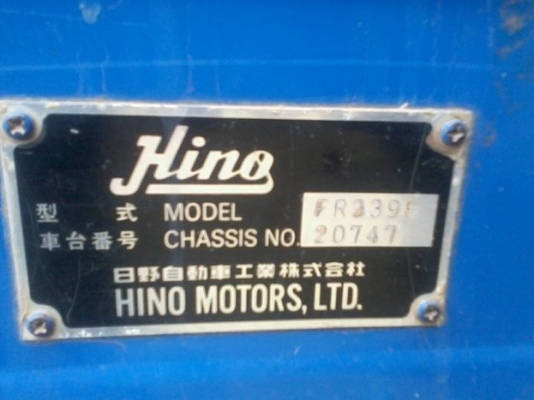 Hino
型 式 MODEL
車台番号 CHASSIS NO. 20747
日野自動車工業株式会社
HINO MOTORS, LTD.